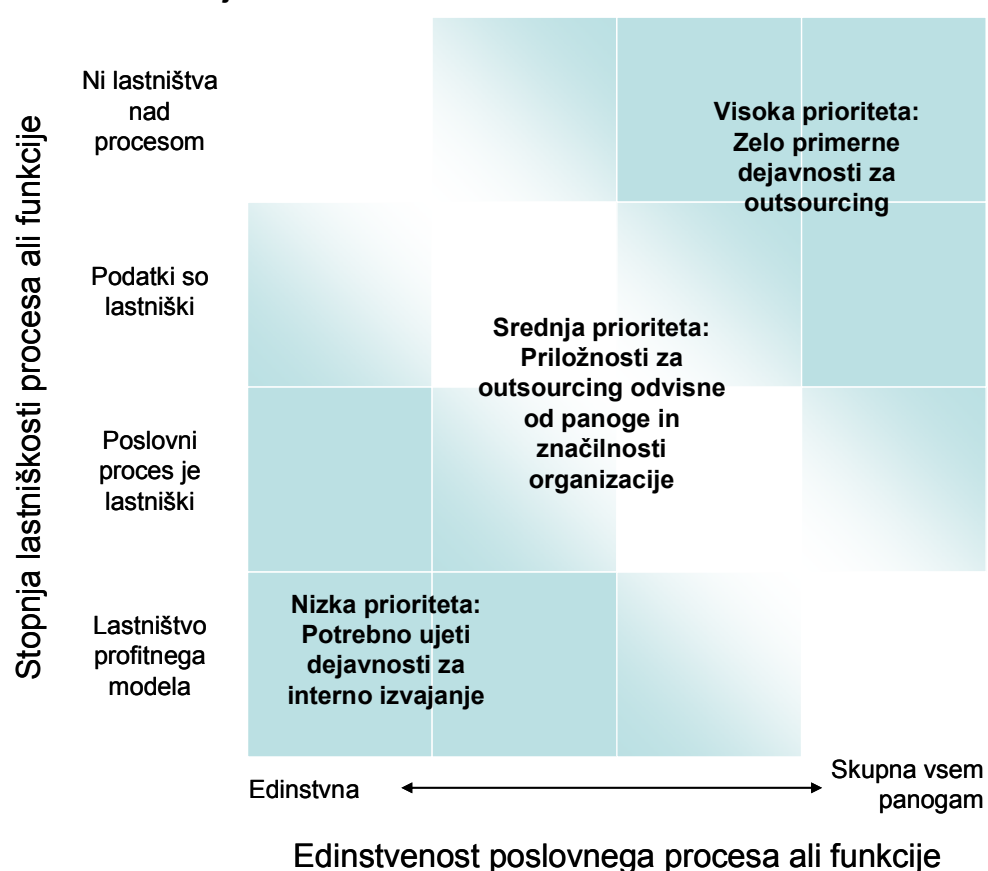 Stopnja lastniškosti procesa ali funkcije
Ni lastništva
nad
procesom
Visoka prioriteta:
Zelo primerne
dejavnosti za
outsourcing
Podatki so
lastniški
Srednja prioriteta:
Priložnosti za
outsourcing odvisne
od panoge in
značilnosti
organizacije
Poslovni
proces je
lastniški
Nizka prioriteta:
Potrebno ujeti
dejavnosti za
interno izvajanje
Lastništvo
profitnega
modela
Edinstvna
Skupna vsem
panogam
Edinstvenost poslovnega procesa ali funkcije